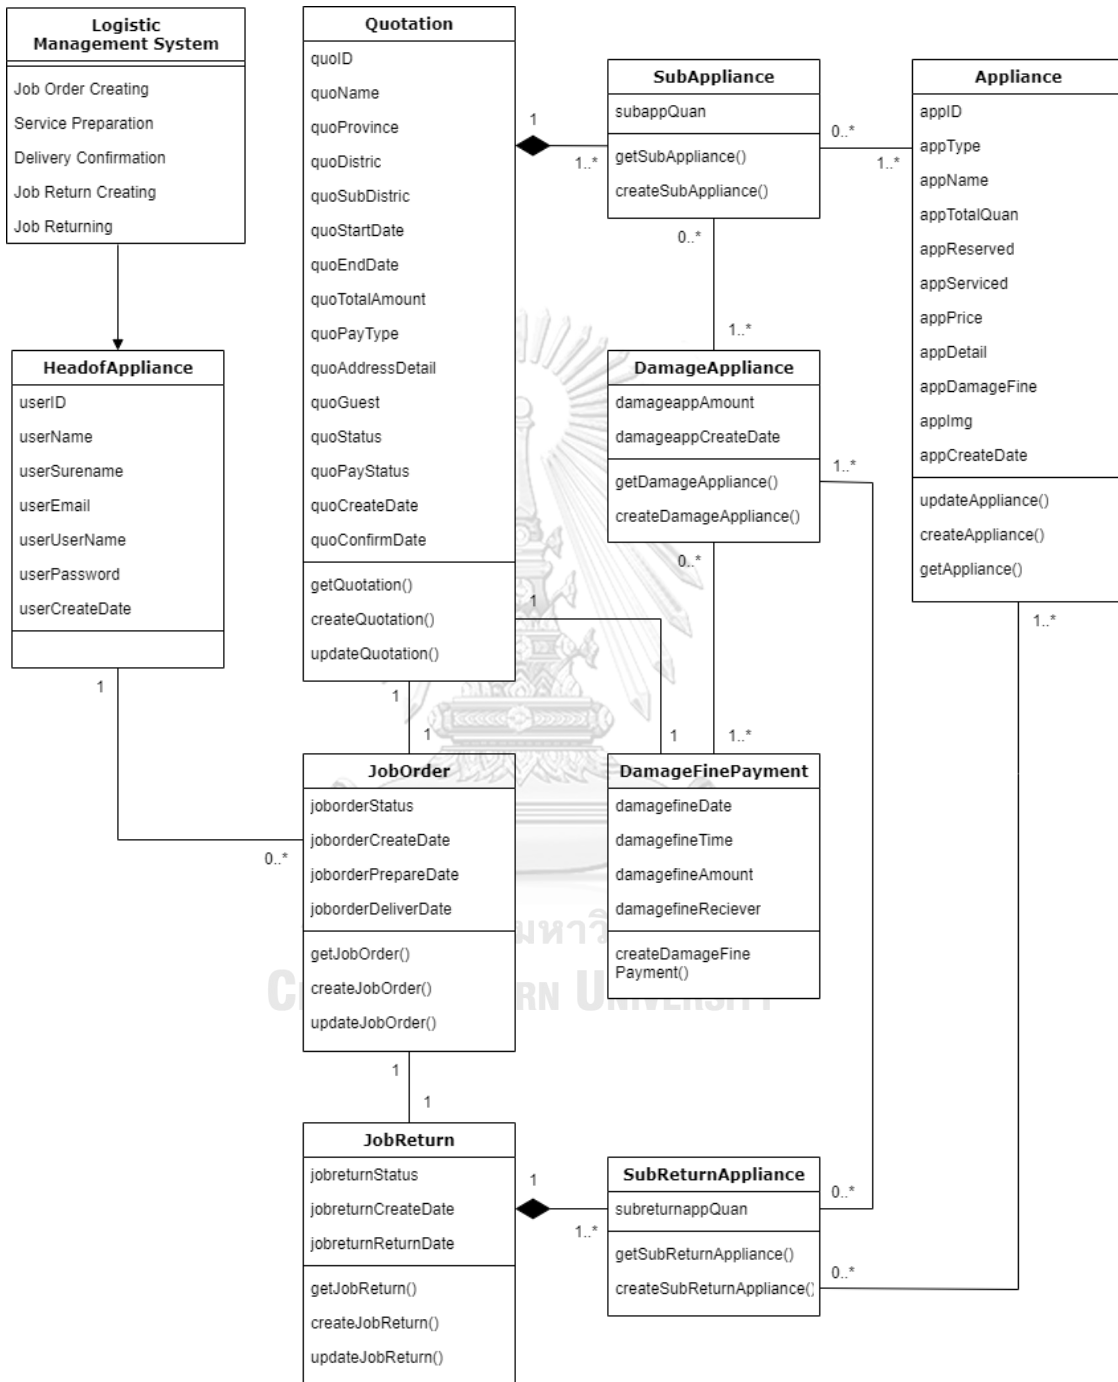 Logistic
Management System
Job Order Creating
Service Preparation
Delivery Confirmation
Job Return Creating
Job Returning
HeadofAppliance
userID
userName
userSurename
userEmail
userUserName
userPassword
userCreateDate
1
0..*
Quotation
quoID
quoName
quoProvince
quoDistric
quoSubDistric
quoStartDate
quoEndDate
quoTotalAmount
quoPayType
quoAddressDetail
quoGuest
quoStatus
quoPayStatus
quoCreateDate
quoConfirmDate
getQuotation()
createQuotation()
updateQuotation()
1
1..*
1
1
1
1
JobOrder
joborderStatus
joborderCreateDate
joborderPrepareDate
joborderDeliverDate
getJobOrder()
createJobOrder()
updateJobOrder()
1
1
JobReturn
jobreturnStatus
jobreturnCreateDate
jobreturnReturnDate
getJobReturn()
createJobReturn()
updateJobReturn()
1
1..*
SubAppliance
subappQuan
getSubAppliance()
createSubAppliance()
0..*
1..*
0..*
1..*
DamageAppliance
damageappAmount
damageappCreateDate
getDamageAppliance()
createDamageAppliance()
1..*
0..*
1..*
DamageFinePayment
damagefineDate
damagefineTime
damagefineAmount
damagefineReciever
createDamageFine
Payment()
SubReturnAppliance
subreturnappQuan
getSubReturnAppliance()
createSubReturnAppliance()
0..*
0..*
Appliance
appID
appType
appName
appTotalQuan
appReserved
appServiced
appPrice
appDetail
appDamageFine
appImg
appCreateDate
updateAppliance()
createAppliance()
getAppliance()
1..*
UNIVERSITY